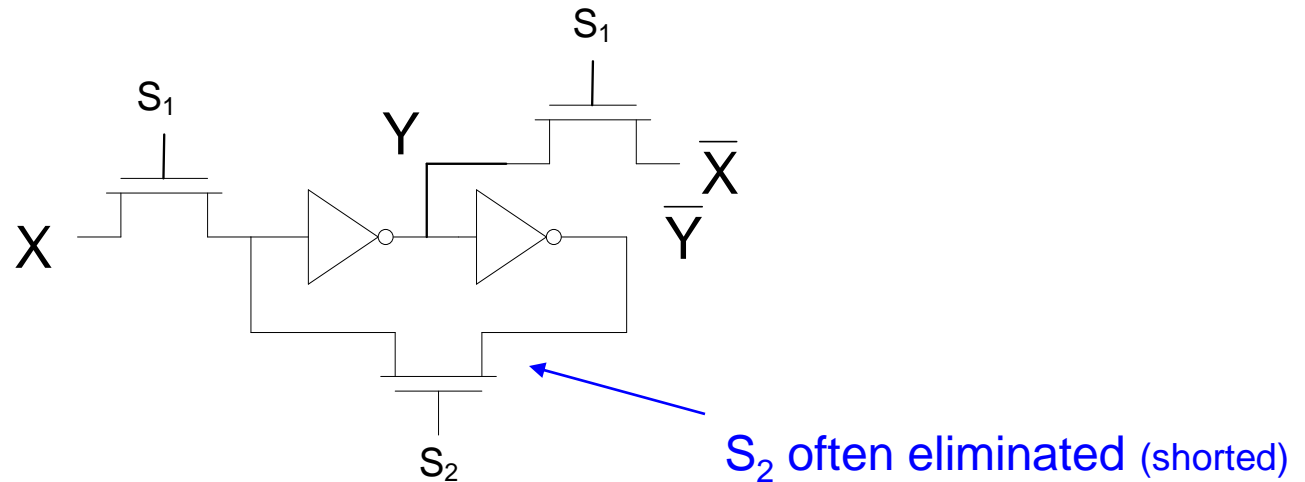 S₁
S₁
Y
X̅
X
Y̅
S₂
S₂ often eliminated (shorted)